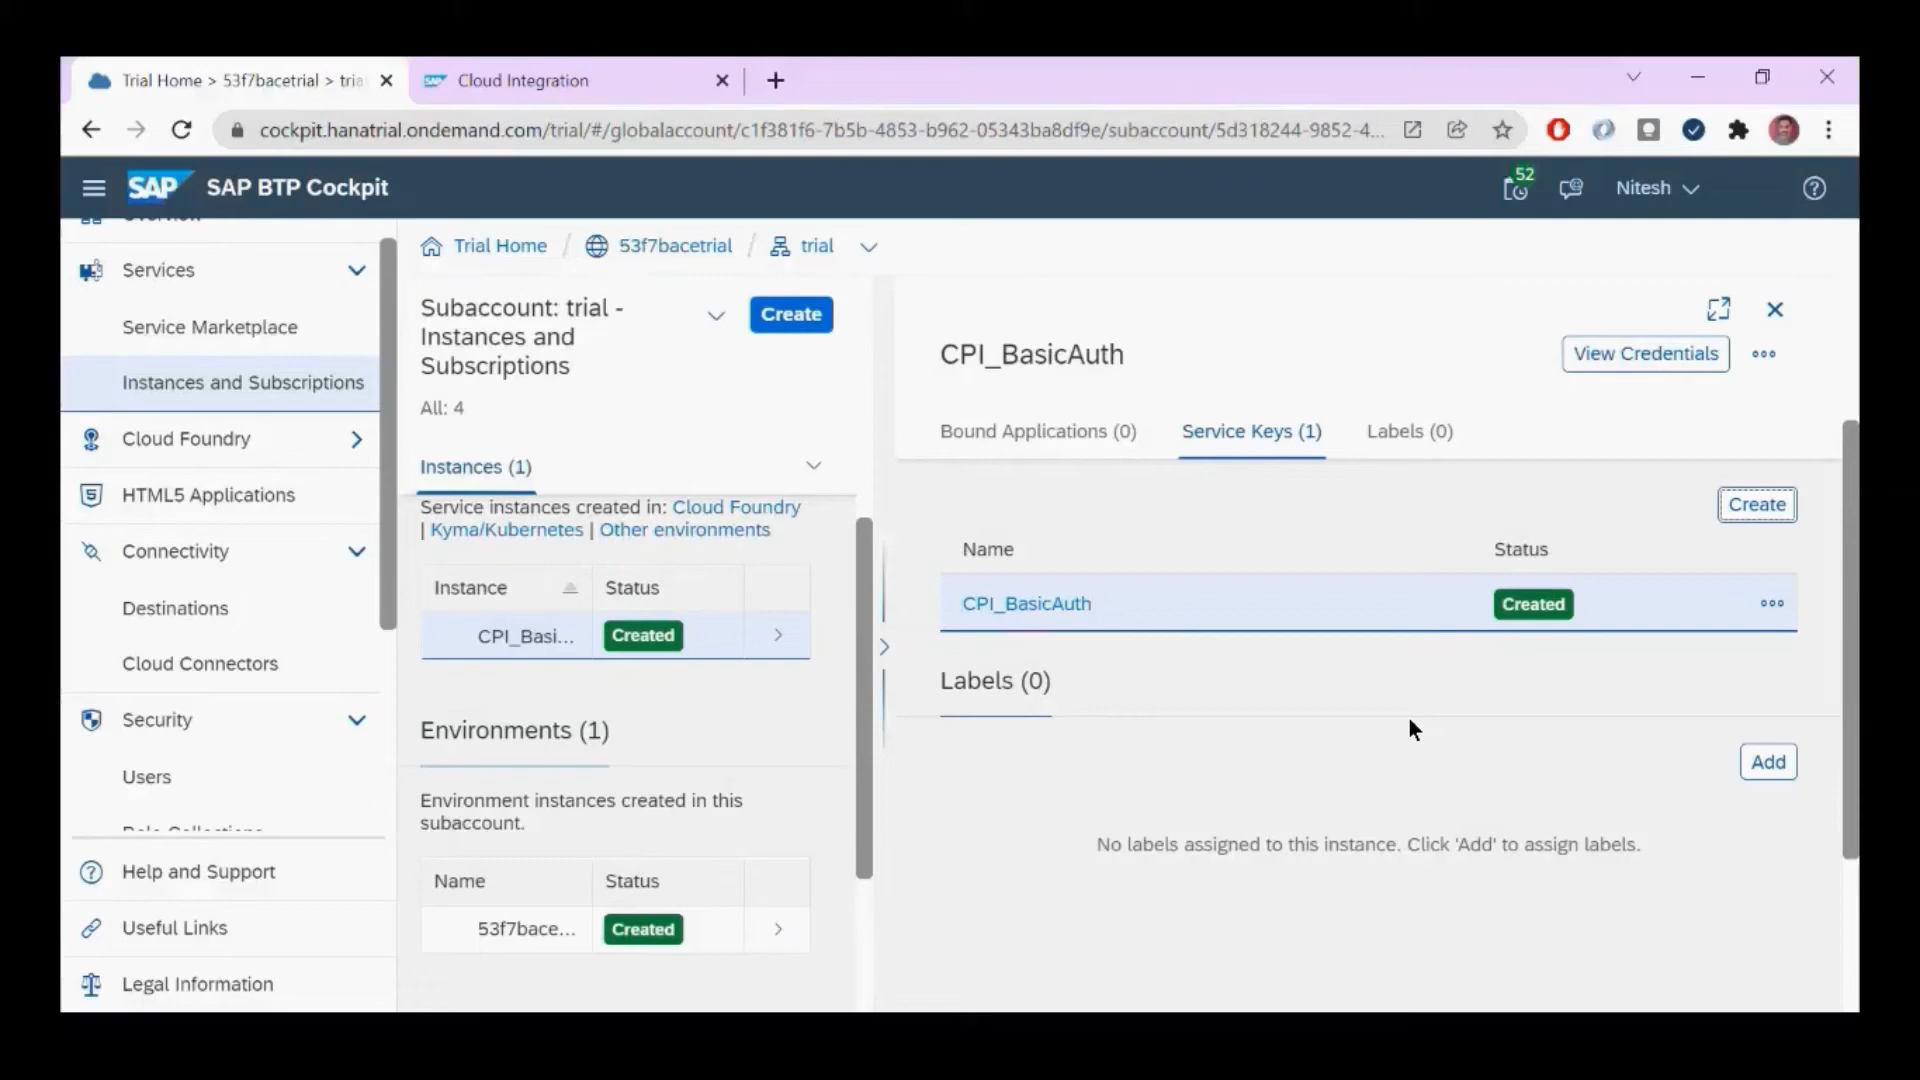 Trial Home > 53f7bacetrial > tria
Cloud Integration
cockpit.hanatrial.ondemand.com/trial/#/globalaccount/c1f381f6-7b5b-4853-b962-05343ba8df9e/subaccount/5d318244-9852-4...
SAP
SAP BTP Cockpit
52
Nitesh
Overview
Services
Service Marketplace
Instances and Subscriptions
Cloud Foundry
HTML5 Applications
Connectivity
Destinations
Cloud Connectors
Security
Users
Role Collections
Help and Support
Useful Links
Legal Information
Trial Home / 53f7bacetrial / trial
Subaccount: trial -
Instances and
Subscriptions
Create
All: 4
Instances (1)
Service instances created in: Cloud Foundry
| Kyma/Kubernetes | Other environments
Instance Status
CPI_Basi... Created
Environments (1)
Environment instances created in this
subaccount.
Name Status
53f7bace... Created
CPI_BasicAuth
View Credentials
Bound Applications (0) Service Keys (1) Labels (0)
Create
Name Status
CPI_BasicAuth Created
Labels (0)
Add
No labels assigned to this instance. Click 'Add' to assign labels.